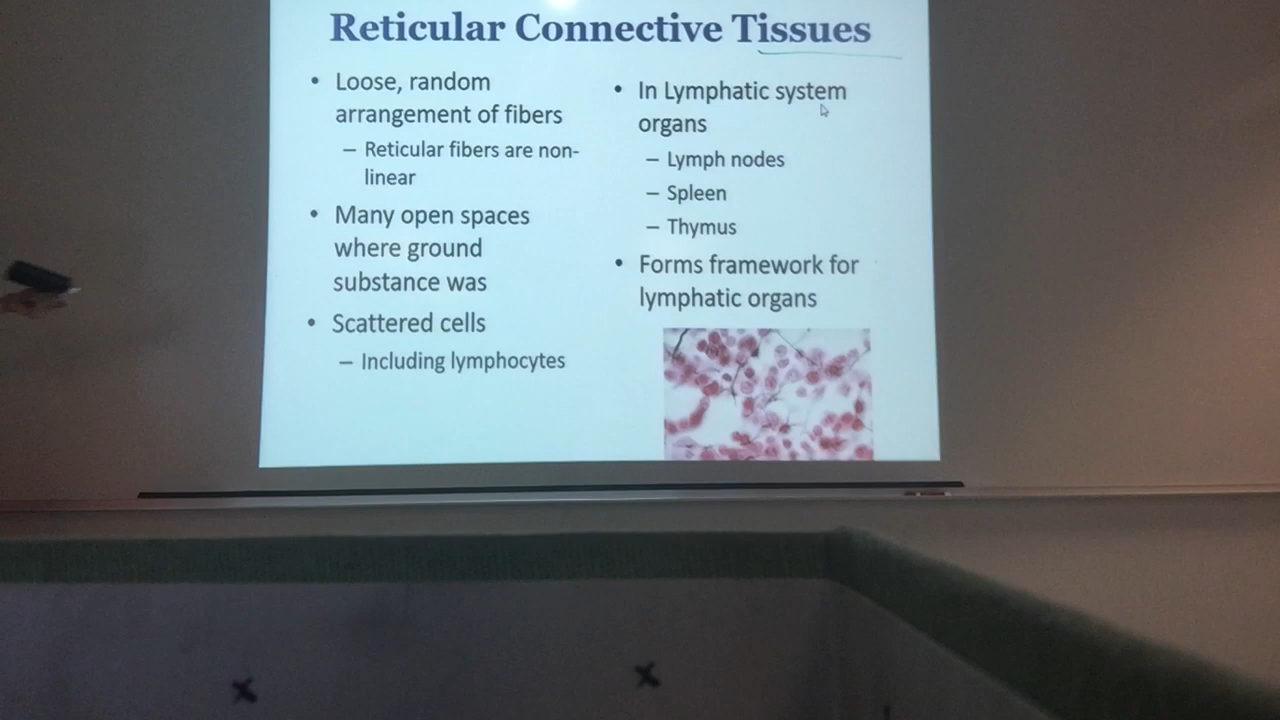 Reticular Connective Tissues
• Loose, random
arrangement of fibers
– Reticular fibers are non-
linear
• Many open spaces
where ground
substance was
• Scattered cells
– Including lymphocytes
• In Lymphatic system
organs
– Lymph nodes
– Spleen
– Thymus
• Forms framework for
lymphatic organs